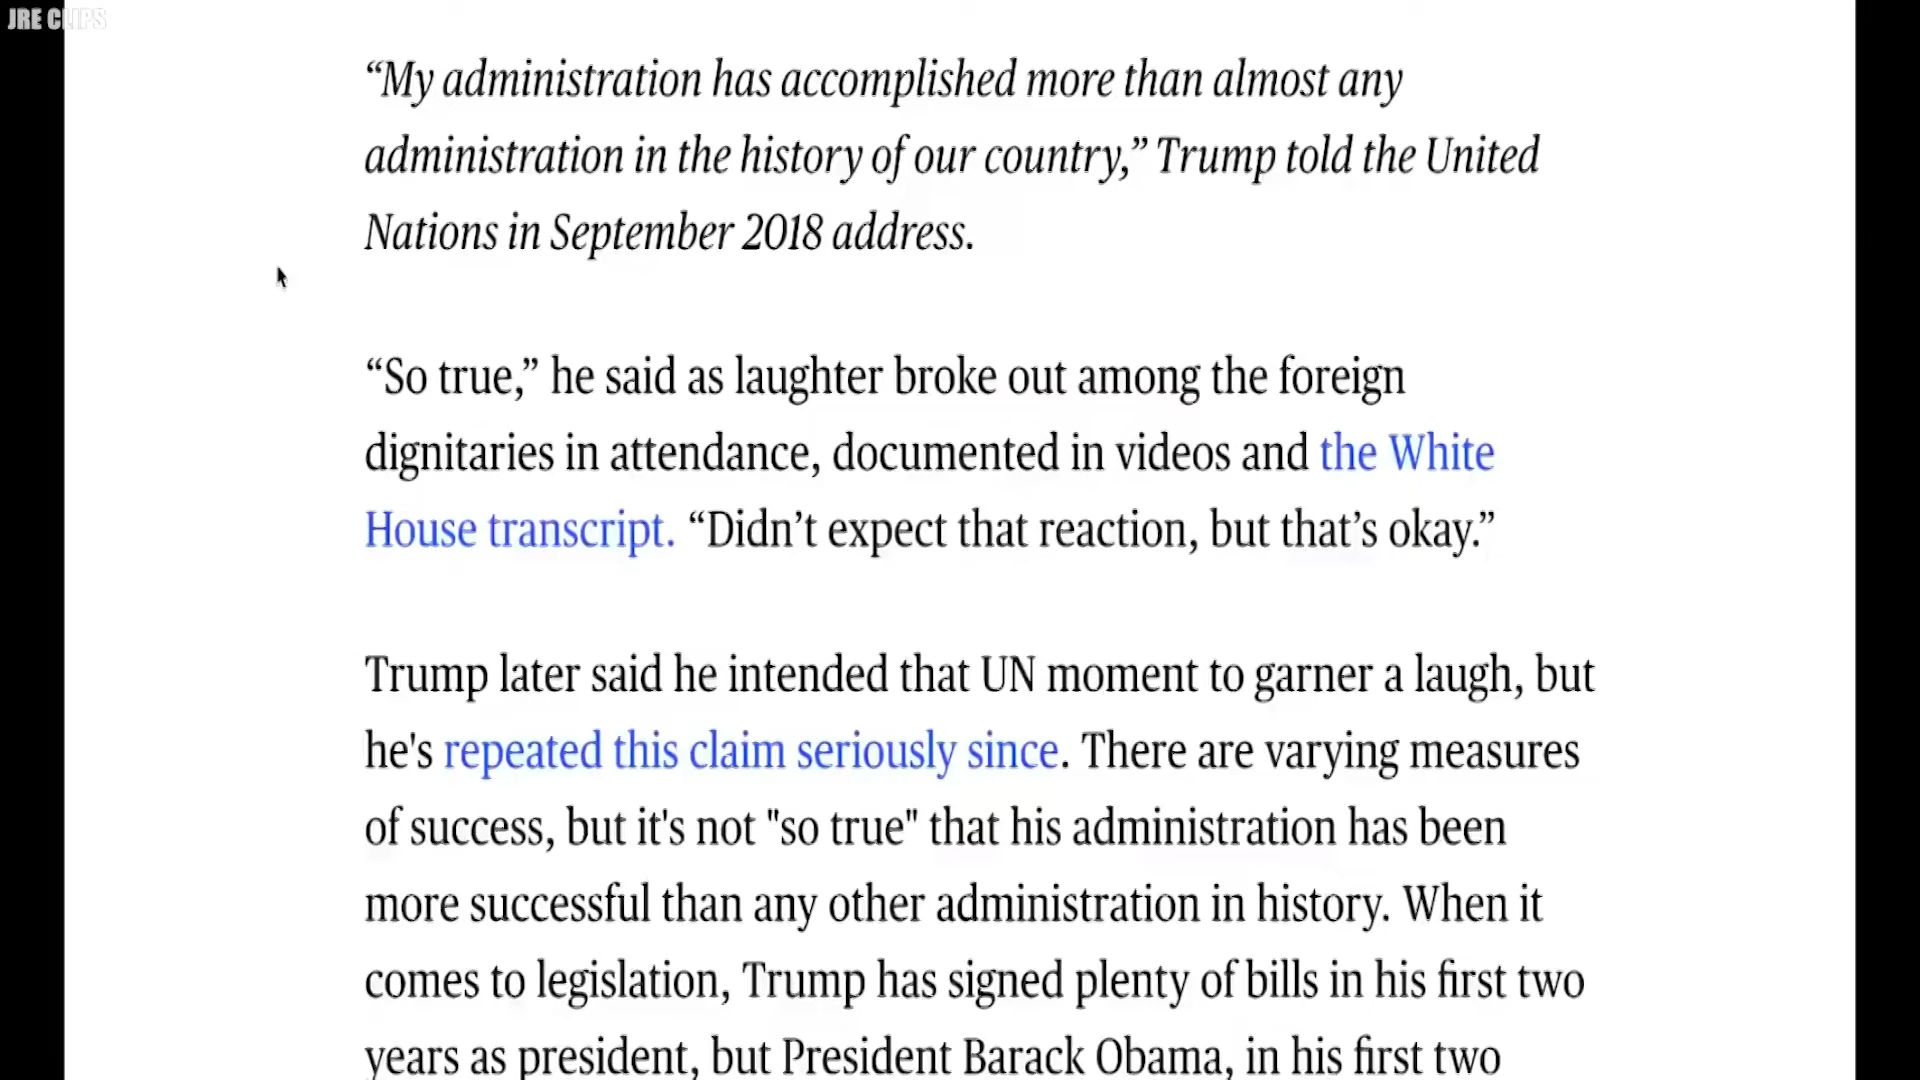 JRE CLIPS
“My administration has accomplished more than almost any
administration in the history of our country,” Trump told the United
Nations in September 2018 address.
“So true,” he said as laughter broke out among the foreign
dignitaries in attendance, documented in videos and the White
House transcript. “Didn’t expect that reaction, but that’s okay.”
Trump later said he intended that UN moment to garner a laugh, but
he's repeated this claim seriously since. There are varying measures
of success, but it's not "so true" that his administration has been
more successful than any other administration in history. When it
comes to legislation, Trump has signed plenty of bills in his first two
years as president, but President Barack Obama, in his first two